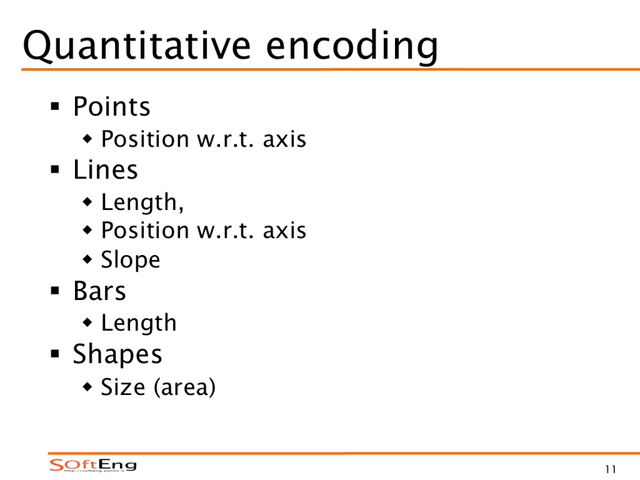 Quantitative encoding
▪ Points
◆ Position w.r.t. axis
▪ Lines
◆ Length,
◆ Position w.r.t. axis
◆ Slope
▪ Bars
◆ Length
▪ Shapes
◆ Size (area)
SOftEng
11